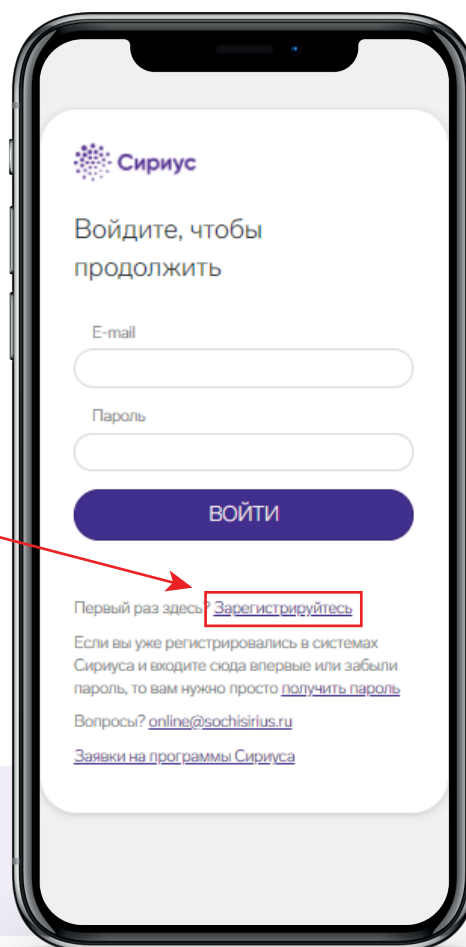 Сириус
Войдите, чтобы
продолжить
E-mail
Пароль
ВОЙТИ
Первый раз здесь? Зарегистрируйтесь
Если вы уже регистрировались в системах
Сириуса и входите сюда впервые или забыли
пароль, то вам нужно просто получить пароль
Вопросы? online@sochisirius.ru
Заявки на программы Сириуса